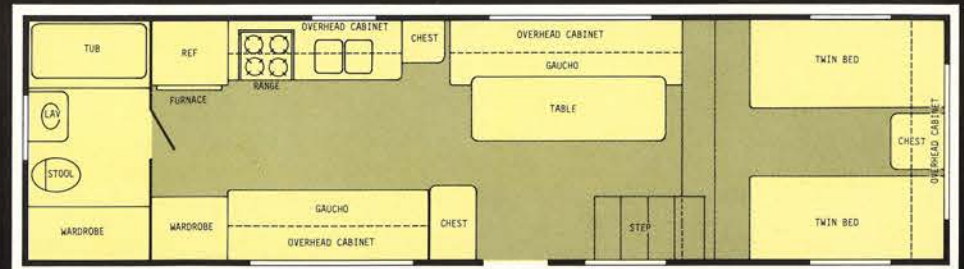 TUB
REF
OVERHEAD CABINET
CHEST
OVERHEAD CABINET
GAUCHO
TWIN BED
FURNACE
RANGE
TABLE
LAV
CHEST
OVERHEAD CABINET
STOOL
WARDROBE
WARDROBE
GAUCHO
OVERHEAD CABINET
CHEST
STEP
TWIN BED